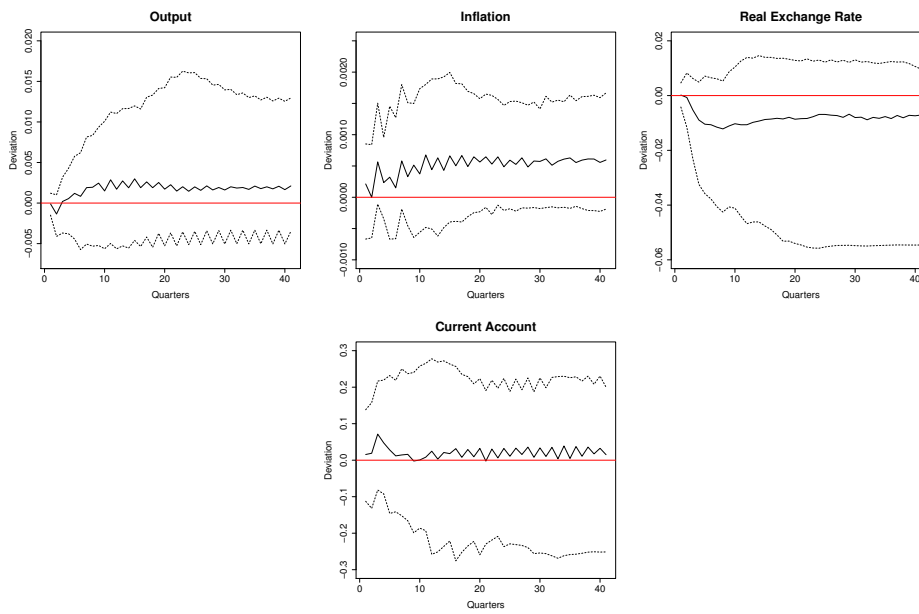 Output
Deviation
0.020
0.015
0.010
0.005
0.000
−0.005
0 10 20 30 40
Quarters
Inflation
Deviation
0.0020
0.0010
0.0000
−0.0010
0 10 20 30 40
Quarters
Real Exchange Rate
Deviation
0.02
0.00
−0.02
−0.04
−0.06
0 10 20 30 40
Quarters
Current Account
Deviation
0.3
0.2
0.1
0.0
−0.1
−0.2
−0.3
0 10 20 30 40
Quarters